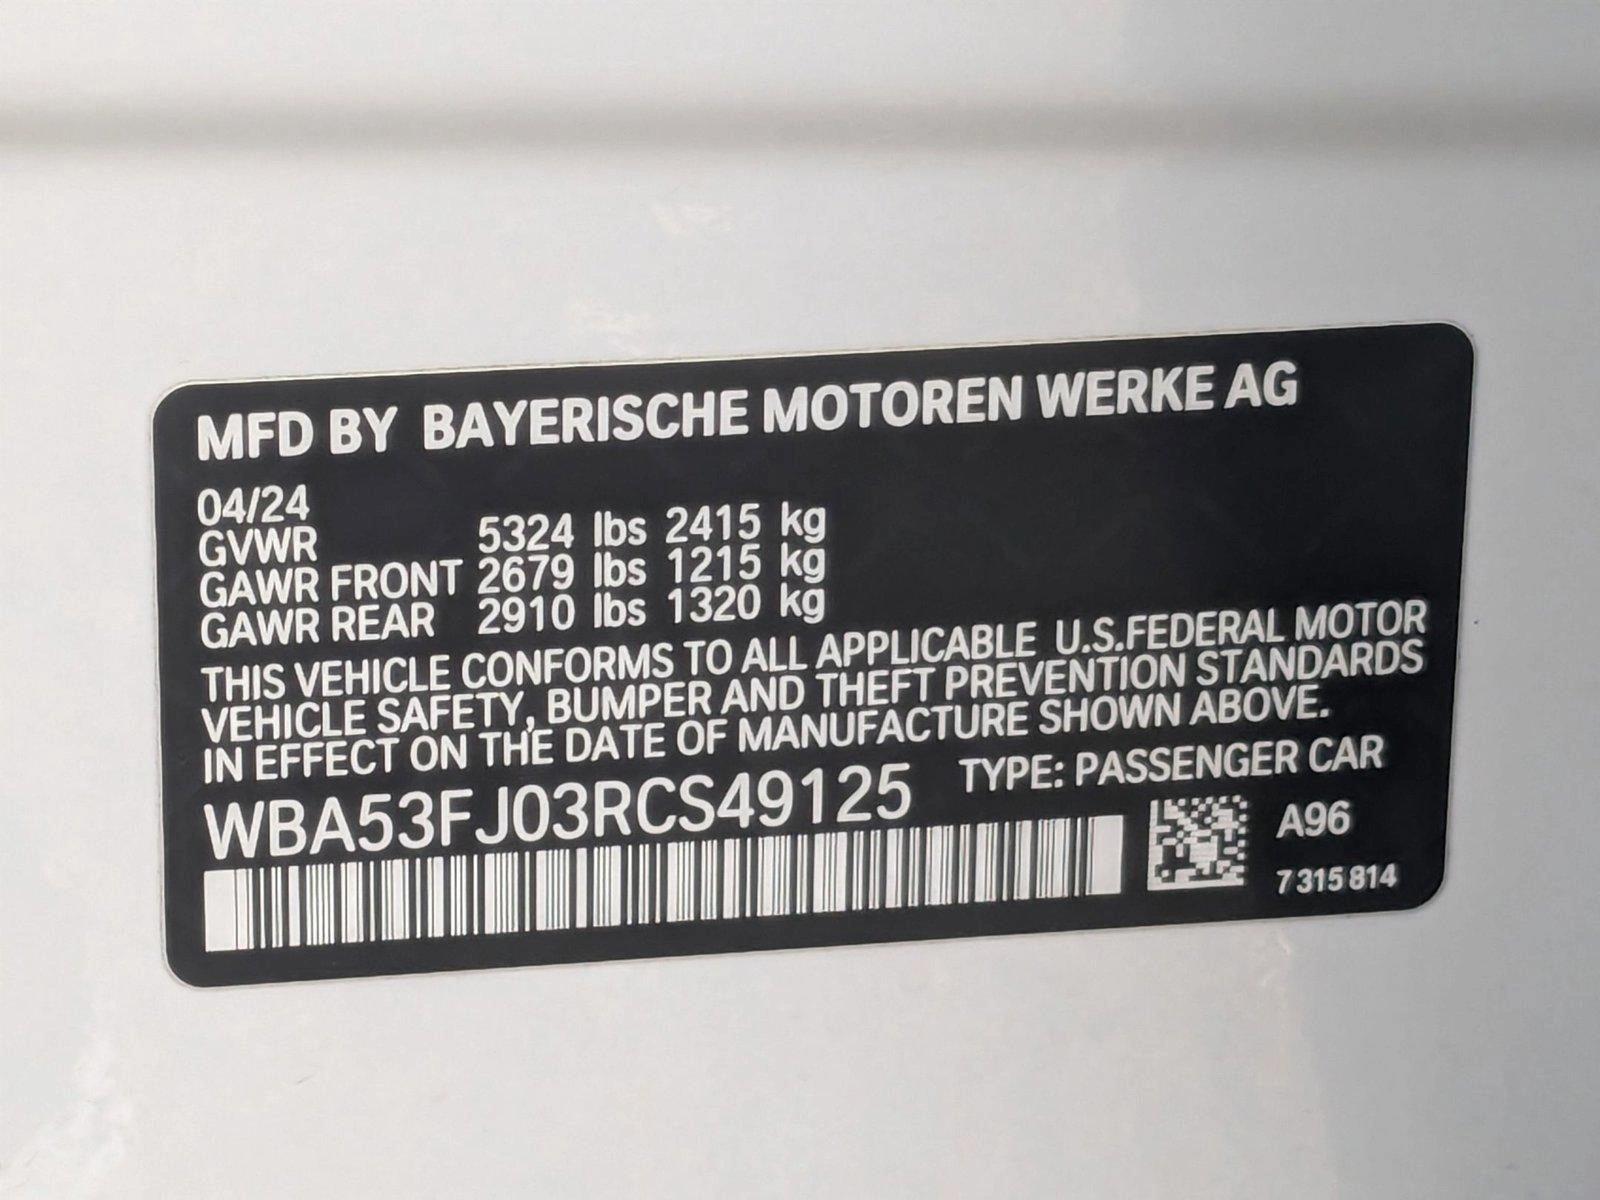 MFD BY BAYERISCHE MOTOREN WERKE AG
04/24
GVWR 5324 lbs 2415 kg
GAWR FRONT 2679 lbs 1215 kg
GAWR REAR 2910 lbs 1320 kg
THIS VEHICLE CONFORMS TO ALL APPLICABLE U.S.FEDERAL MOTOR
VEHICLE SAFETY, BUMPER AND THEFT PREVENTION STANDARDS
IN EFFECT ON THE DATE OF MANUFACTURE SHOWN ABOVE.
WBA53FJ03RCS49125 TYPE: PASSENGER CAR
A96
7 315 814